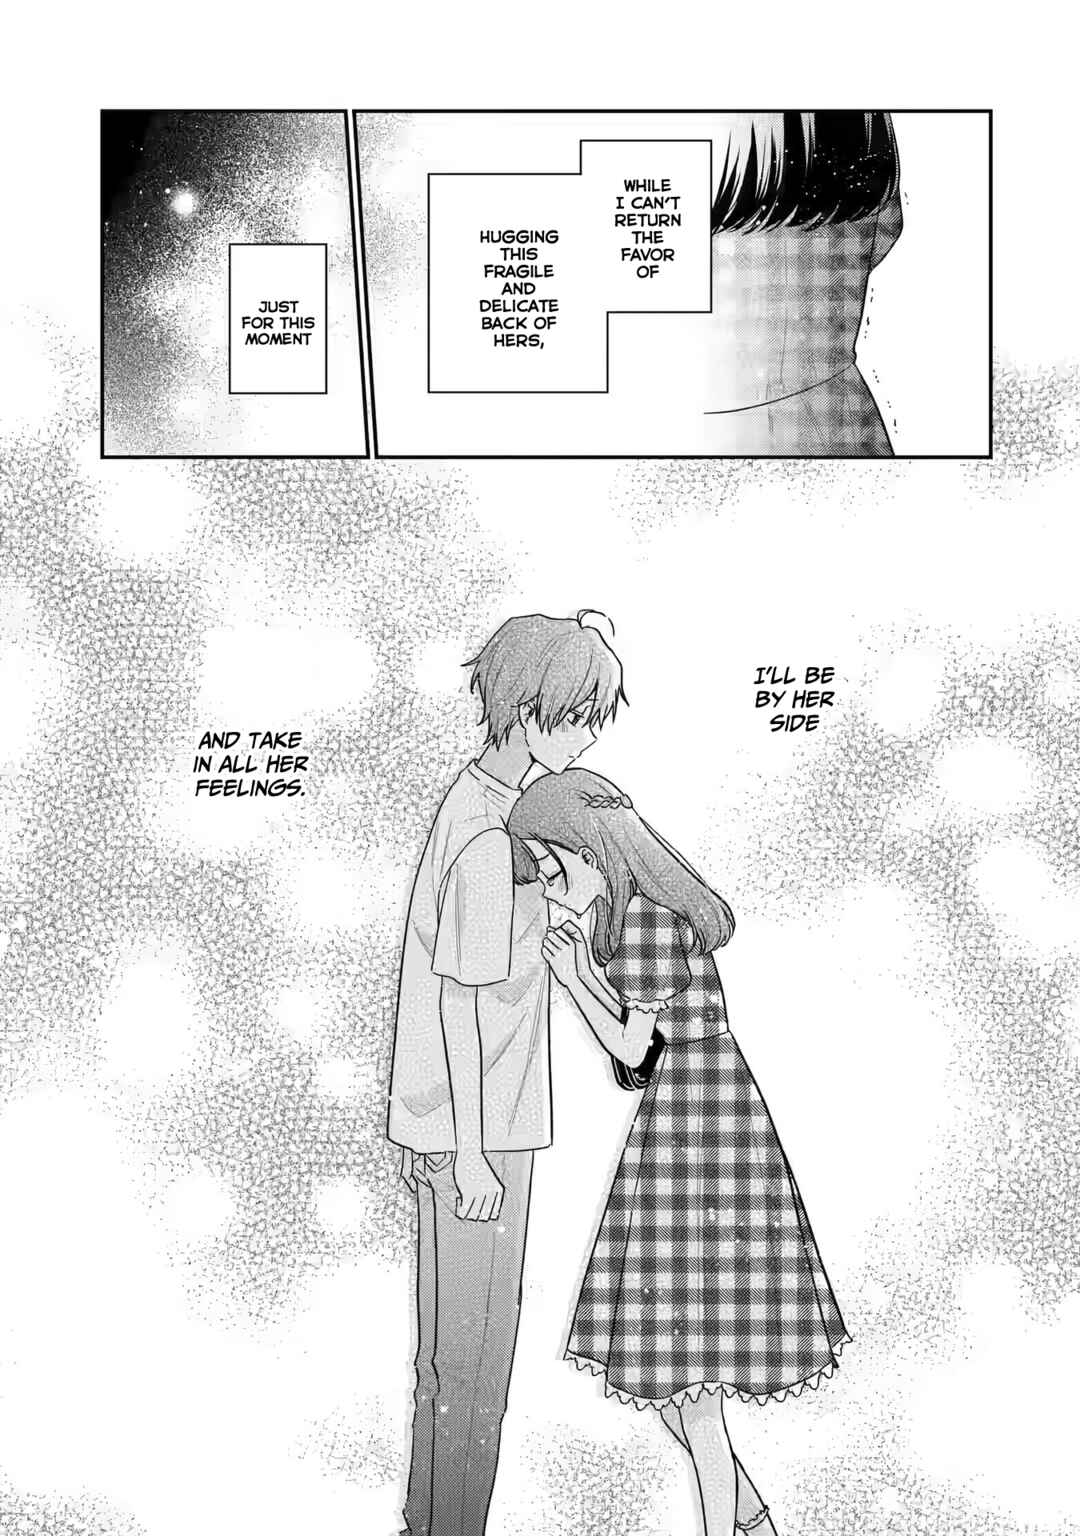 WHILE
I CAN'T
RETURN
THE
FAVOR
OF
HUGGING
THIS
FRAGILE
AND
DELICATE
BACK OF
HERS,
JUST
FOR THIS
MOMENT
I'LL BE
BY HER
SIDE
AND TAKE
IN ALL HER
FEELINGS.